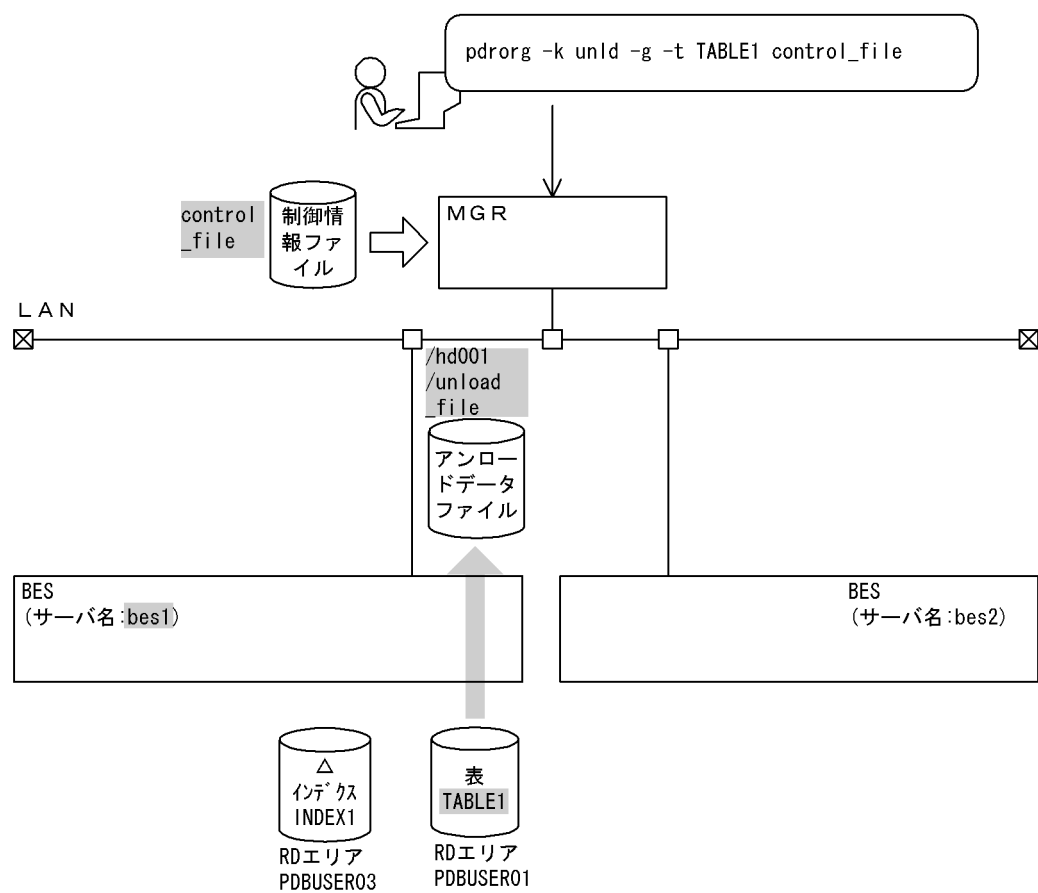 pdrorg -k unld -g -t TABLE1 control_file
control
_file
制御情
報ファ
イル
ＭＧＲ
ＬＡＮ
/hd001
/unload
_file
アンロー
ドデータ
ファイル
BES
(サーバ名:bes1)
BES
(サーバ名:bes2)
△
ｲﾝﾃﾞｸｽ
INDEX1
表
TABLE1
RDエリア
PDBUSER03
RDエリア
PDBUSER01